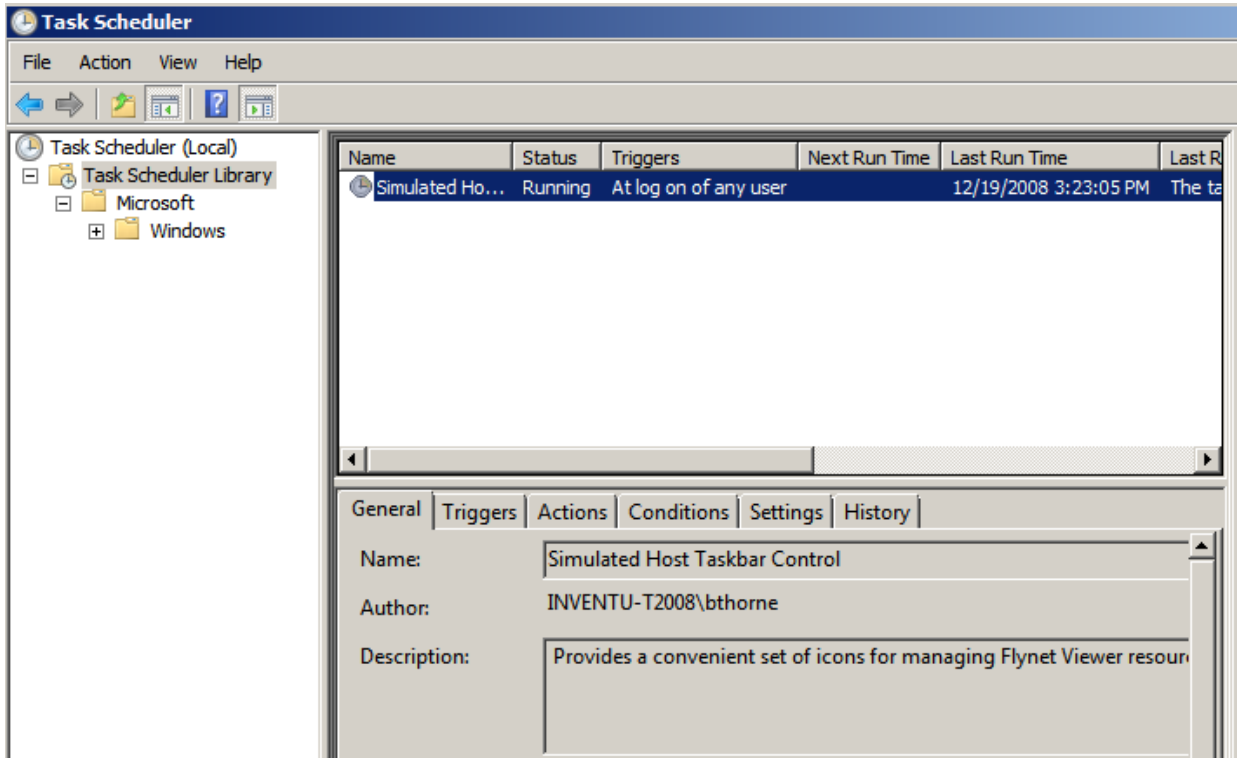 Task Scheduler
File Action View Help
Task Scheduler (Local)
Task Scheduler Library
Microsoft
Windows
Name Status Triggers Next Run Time Last Run Time Last R
Simulated Ho... Running At log on of any user 12/19/2008 3:23:05 PM The ta
General Triggers Actions Conditions Settings History
Name: Simulated Host Taskbar Control
Author: INVENTU-T2008\bthorne
Description: Provides a convenient set of icons for managing Flynet Viewer resour